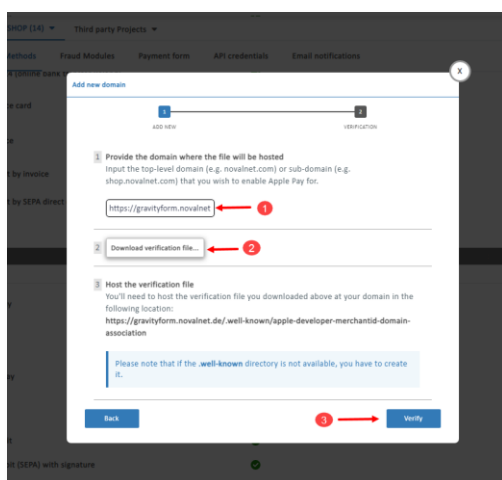 SHOP (14)
Third party Projects
Methods
Fraud Modules
Payment form
API credentials
Email notifications
X
Add new domain
1
2
ADD NEW
VERIFICATION
1 Provide the domain where the file will be hosted
Input the top-level domain (e.g. novalnet.com) or sub-domain (e.g.
shop.novalnet.com) that you wish to enable Apple Pay for.
https://gravityform.novalnet
1
2 Download verification file...
2
3 Host the verification file
You'll need to host the verification file you downloaded above at your domain in the
following location:
https://gravityform.novalnet.de/.well-known/apple-developer-merchantid-domain-
association
Please note that if the .well-known directory is not available, you have to create
it.
Back
3
Verify
card
by invoice
by SEPA direct
(SEPA) with signature